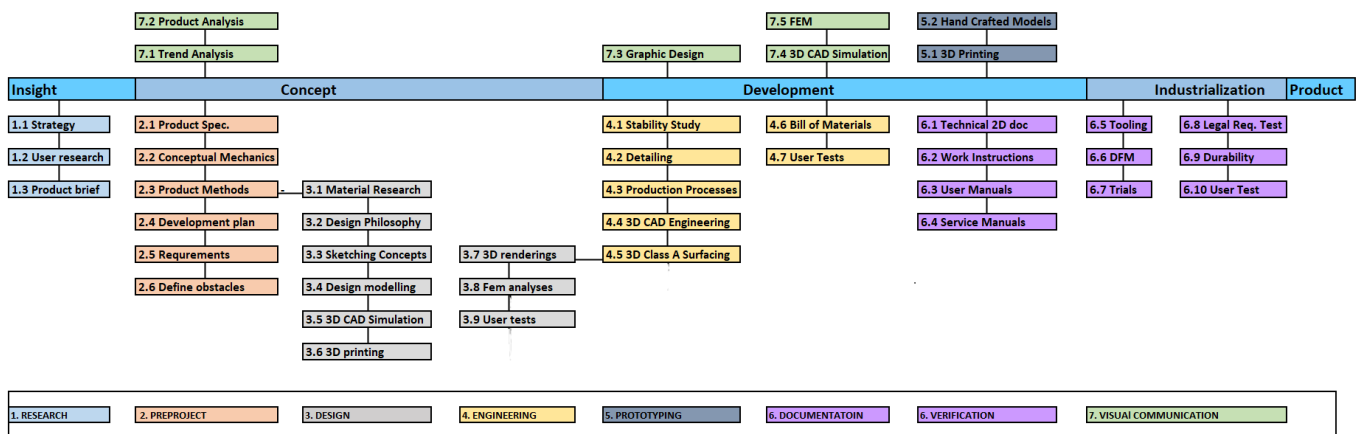 7.2 Product Analysis
7.5 FEM
5.2 Hand Crafted Models
7.1 Trend Analysis
7.3 Graphic Design
7.4 3D CAD Simulation
5.1 3D Printing
Insight
Concept
Development
Industrialization
Product
1.1 Strategy
2.1 Product Spec.
4.1 Stability Study
4.6 Bill of Materials
6.1 Technical 2D doc
6.5 Tooling
6.8 Legal Req. Test
1.2 User research
2.2 Conceptual Mechanics
4.2 Detailing
4.7 User Tests
6.2 Work Instructions
6.6 DFM
6.9 Durability
1.3 Product brief
2.3 Product Methods
-
3.1 Material Research
4.3 Production Processes
6.3 User Manuals
6.7 Trials
6.10 User Test
2.4 Development plan
3.2 Design Philosophy
4.4 3D CAD Engineering
6.4 Service Manuals
2.5 Requrements
3.3 Sketching Concepts
3.7 3D renderings
4.5 3D Class A Surfacing
2.6 Define obstacles
3.4 Design modelling
3.8 Fem analyses
3.5 3D CAD Simulation
3.9 User tests
3.6 3D printing
1. RESEARCH
2. PREPROJECT
3. DESIGN
4. ENGINEERING
5. PROTOTYPING
6. DOCUMENTATOIN
6. VERIFICATION
7. VISUAL COMMUNICATION